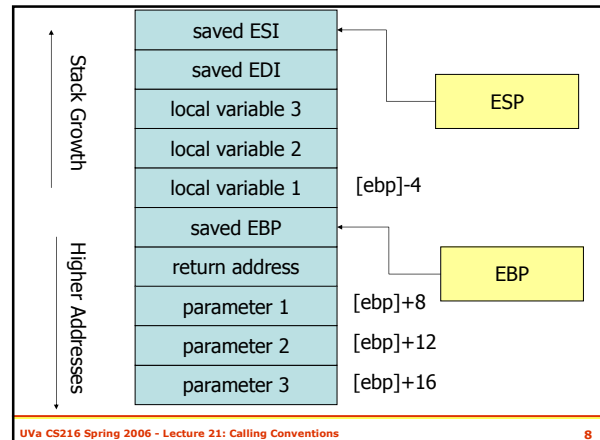 saved ESI
saved EDI
local variable 3
local variable 2
local variable 1
saved EBP
return address
parameter 1
parameter 2
parameter 3
Stack Growth
Higher Addresses
[ebp]-4
[ebp]+8
[ebp]+12
[ebp]+16
ESP
EBP
UVa CS216 Spring 2006 - Lecture 21: Calling Conventions
8